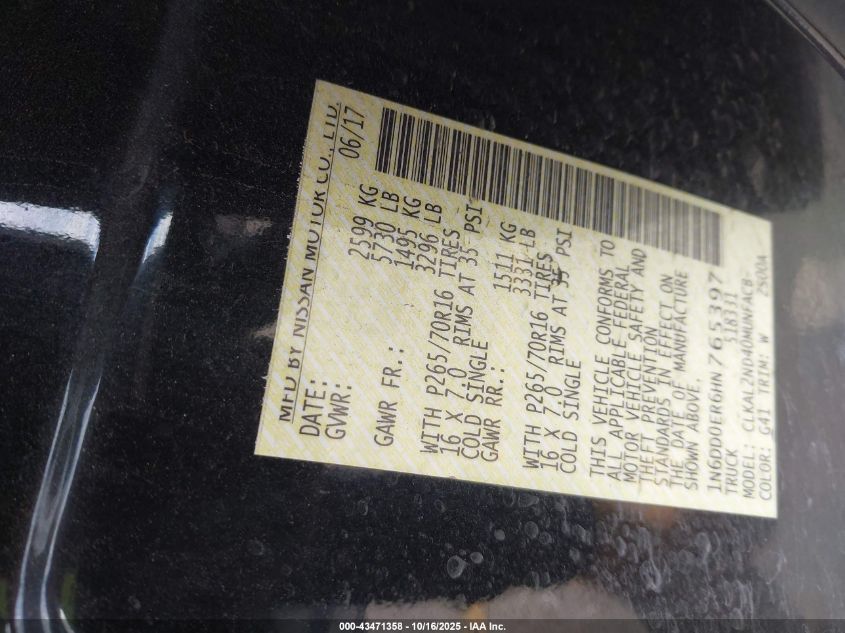 MFD BY NISSAN MOTOR CO., LTD.
DATE: 06/17
GVWR: 2599 KG
5730 LB
GAWR FR.: 1495 KG
3296 LB
WITH P265/70R16 TIRES
16 X 7.0 RIMS AT 35 PSI
COLD SINGLE
GAWR RR.: 1511 KG
3331 LB
WITH P265/70R16 TIRES
16 X 7.0 RIMS AT PSI
COLD SINGLE
THIS VEHICLE CONFORMS TO
ALL APPLICABLE FEDERAL
MOTOR VEHICLE SAFETY AND
THEFT PREVENTION
STANDARDS IN EFFECT ON
THE DATE OF MANUFACTURE
SHOWN ABOVE.
1N6DD0ER6HN765397
TRUCK 518331
MODEL: CLKAL2ND40MUNFACB-
COLOR: G41 TRIM: W 2500A
000-43471358 - 10/16/2025 - IAA Inc.